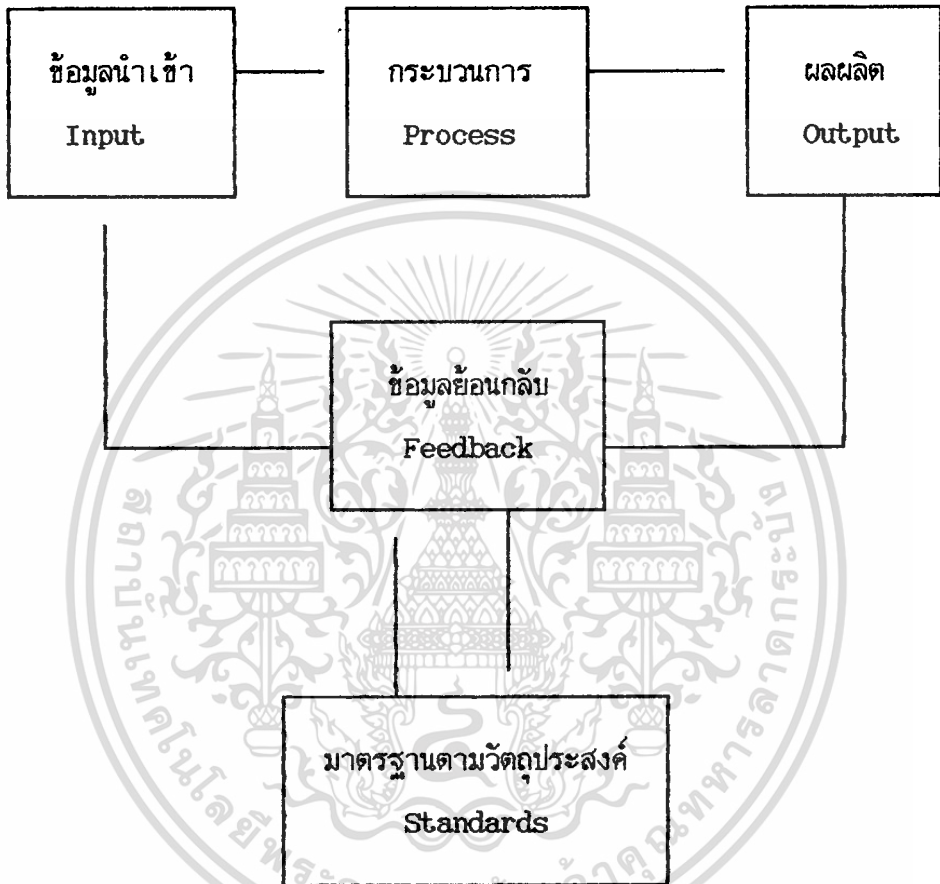 ข้อมูลนำเข้า
Input
กระบวนการ
Process
ผลผลิต
Output
ข้อมูลย้อนกลับ
Feedback
มาตรฐานตามวัตถุประสงค์
Standards